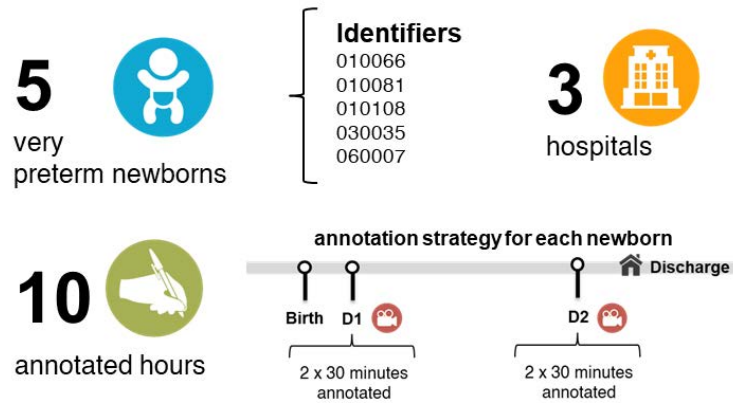 5
very
preterm newborns
Identifiers
010066
010081
010108
030035
060007
3
hospitals
10
annotated hours
annotation strategy for each newborn
Discharge
Birth
D1
D2
2 x 30 minutes
annotated
2 x 30 minutes
annotated